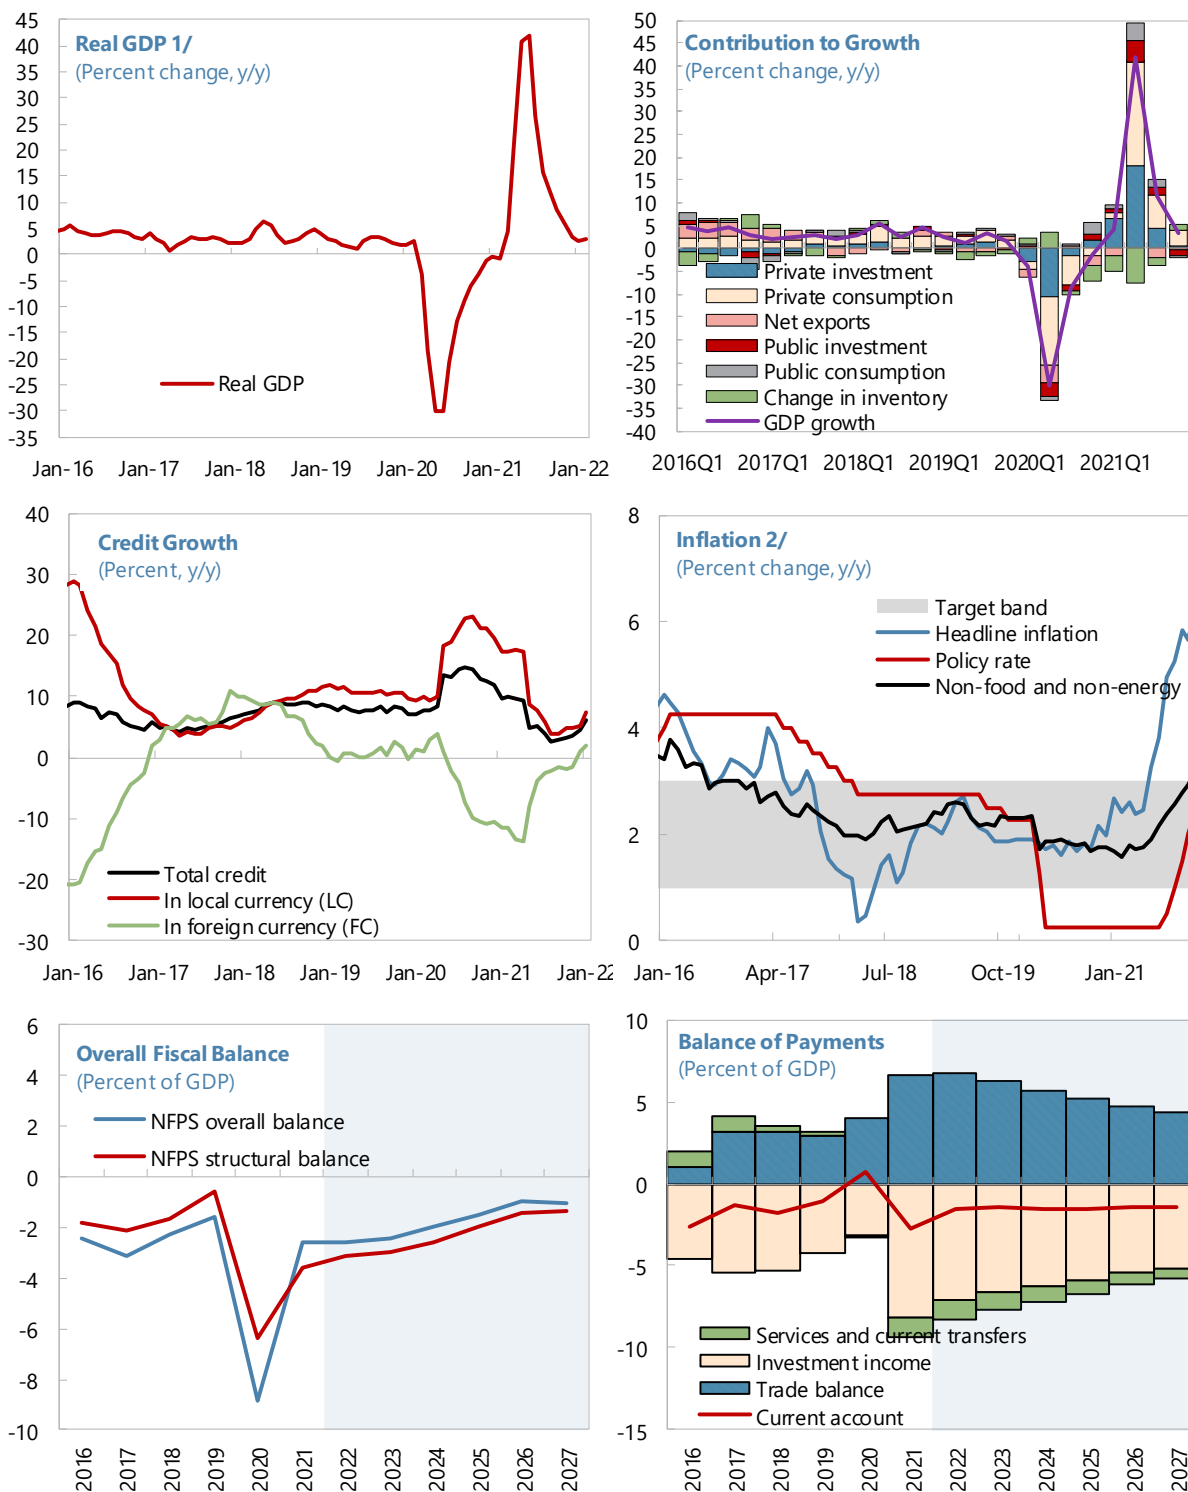 Real GDP 1/
(Percent change, y/y)
45
40
35
30
25
20
15
10
5
0
-5
-10
-15
-20
-25
-30
-35
Real GDP
Jan-16 Jan-17 Jan-18 Jan-19 Jan-20 Jan-21 Jan-22
Contribution to Growth
(Percent change, y/y)
50
45
40
35
30
25
20
15
10
5
0
-5
-10
-15
-20
-25
-30
-35
-40
Private investment
Private consumption
Net exports
Public investment
Public consumption
Change in inventory
GDP growth
2016Q1 2017Q1 2018Q1 2019Q1 2020Q1 2021Q1
Credit Growth
(Percent, y/y)
40
30
20
10
0
-10
-20
-30
Total credit
In local currency (LC)
In foreign currency (FC)
Jan-16 Jan-17 Jan-18 Jan-19 Jan-20 Jan-21 Jan-22
Inflation 2/
(Percent change, y/y)
8
6
4
2
0
Target band
Headline inflation
Policy rate
Non-food and non-energy
Jan-16 Apr-17 Jul-18 Oct-19 Jan-21
Overall Fiscal Balance
(Percent of GDP)
6
4
2
0
-2
-4
-6
-8
-10
NFPS overall balance
NFPS structural balance
2016 2017 2018 2019 2020 2021 2022 2023 2024 2025 2026 2027
Balance of Payments
(Percent of GDP)
10
5
0
-5
-10
-15
Services and current transfers
Investment income
Trade balance
Current account
2016 2017 2018 2019 2020 2021 2022 2023 2024 2025 2026 2027